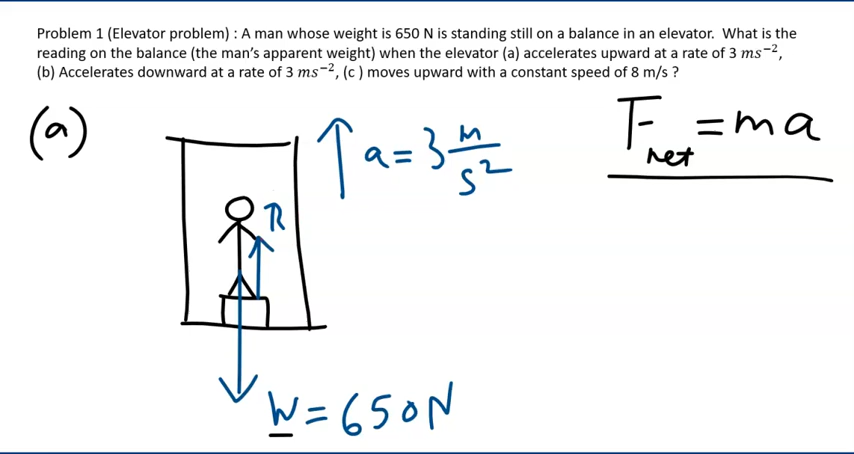 Problem 1 (Elevator problem) : A man whose weight is 650 N is standing still on a balance in an elevator. What is the
reading on the balance (the man's apparent weight) when the elevator (a) accelerates upward at a rate of 3 ms⁻²,
(b) Accelerates downward at a rate of 3 ms⁻², (c ) moves upward with a constant speed of 8 m/s ?
(a)
a = 3 m/s²
F_net = ma
R
W = 650N